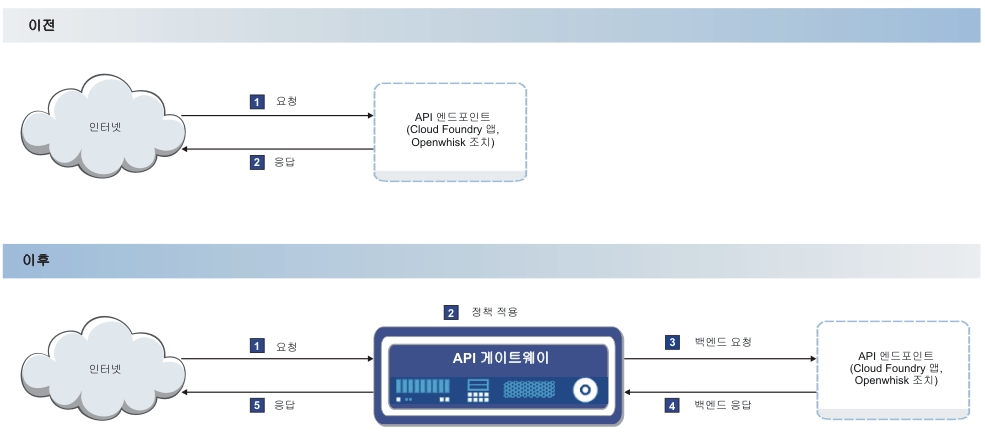 이전
1 요청
인터넷
API 엔드포인트
(Cloud Foundry 앱,
Openwhisk 조치)
2 응답
이후
2 정책 적용
1 요청
3 백엔드 요청
인터넷
API 게이트웨이
API 엔드포인트
(Cloud Foundry 앱,
Openwhisk 조치)
5 응답
4 백엔드 응답